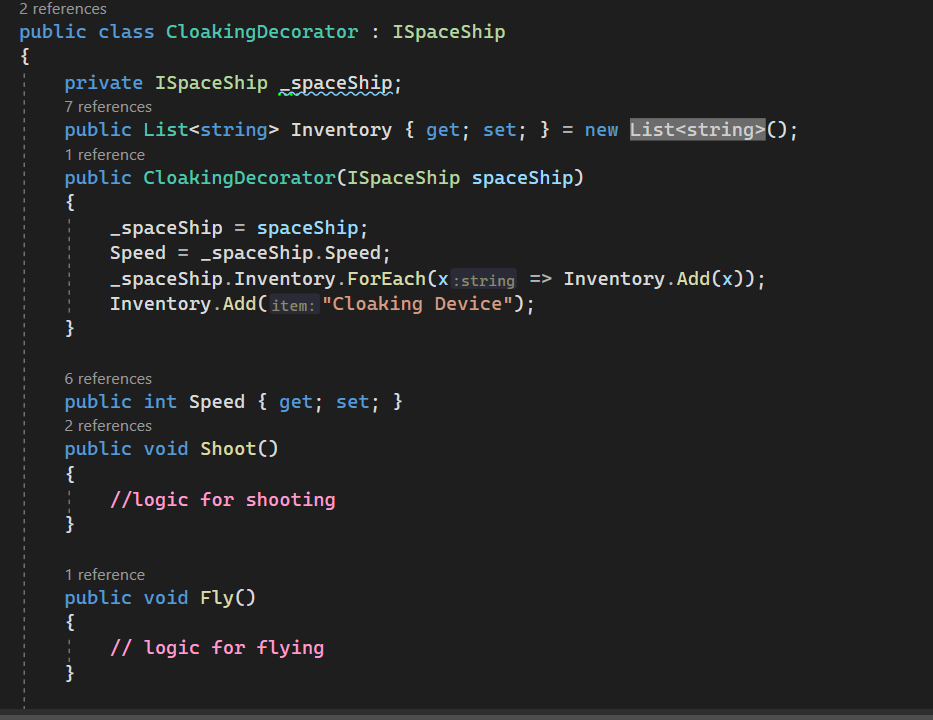 2 references
public class CloakingDecorator : ISpaceShip
{
private ISpaceShip _spaceShip;
7 references
public List<string> Inventory { get; set; } = new List<string>();
1 reference
public CloakingDecorator(ISpaceShip spaceShip)
{
_spaceShip = spaceShip;
Speed = _spaceShip.Speed;
_spaceShip.Inventory.ForEach(x:string => Inventory.Add(x));
Inventory.Add(item:"Cloaking Device");
}
6 references
public int Speed { get; set; }
2 references
public void Shoot()
{
//logic for shooting
}
1 reference
public void Fly()
{
// logic for flying
}